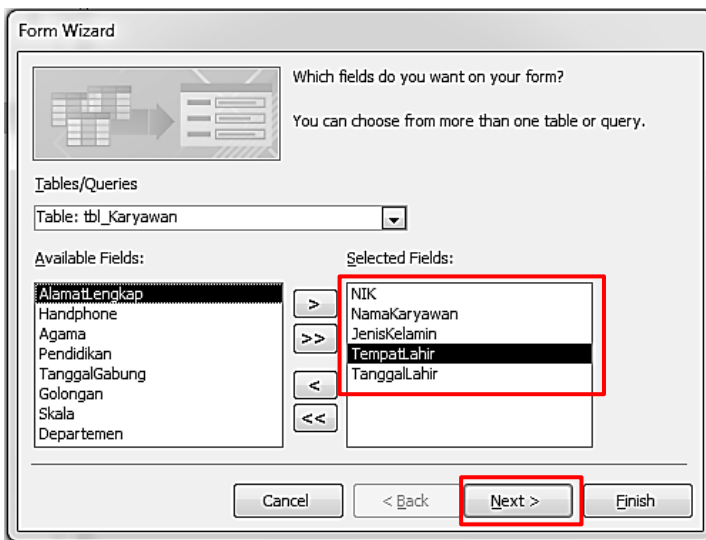 Form Wizard
Which fields do you want on your form?
You can choose from more than one table or query.
Tables/Queries
Table: tbl_Karyawan
Available Fields:
Selected Fields:
AlamatLengkap
Handphone
Agama
Pendidikan
TanggalGabung
Golongan
Skala
Departemen
>
>>
<
<<
NIK
NamaKaryawan
JenisKelamin
TempatLahir
TanggalLahir
Cancel
< Back
Next >
Finish